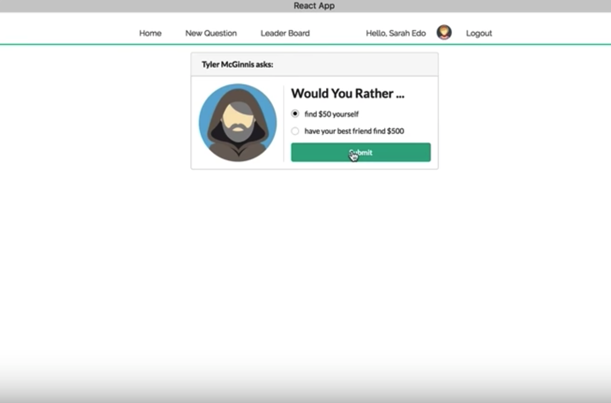 React App
Home New Question Leader Board Hello, Sarah Edo Logout
Tyler McGinnis asks:
Would You Rather ...
find $50 yourself
have your best friend find $500